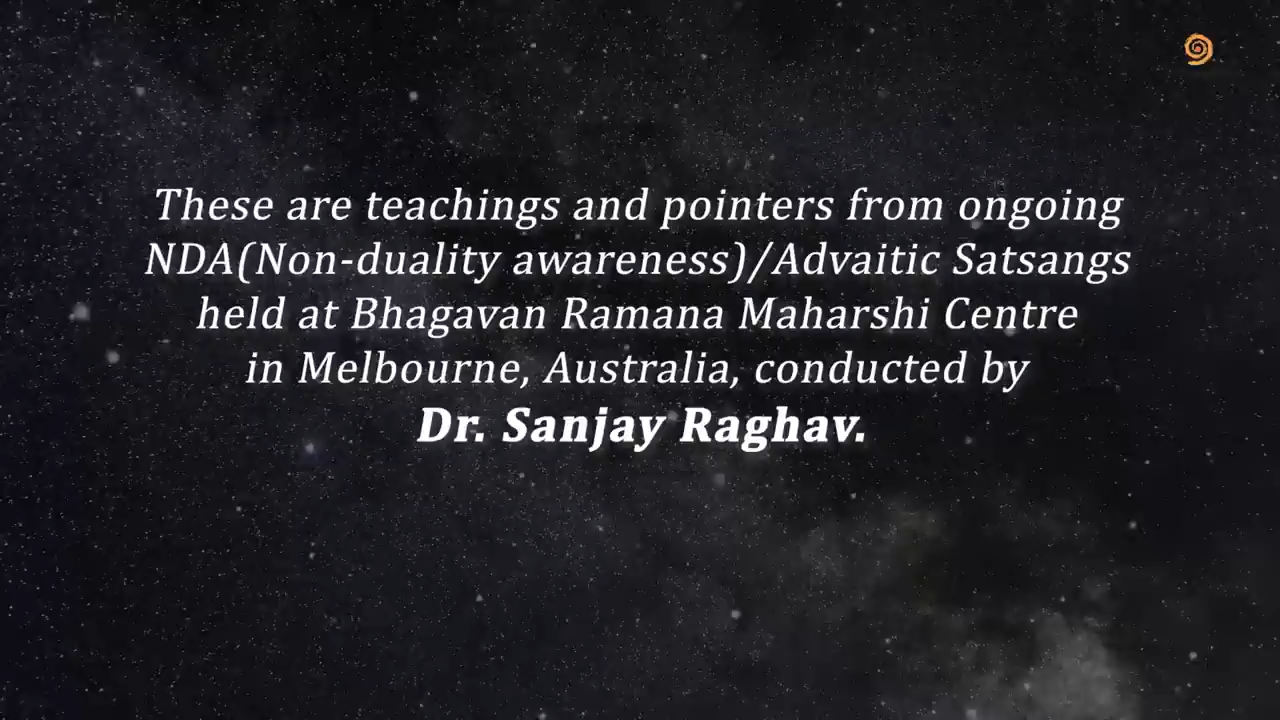 These are teachings and pointers from ongoing
NDA(Non-duality awareness)/Advaitic Satsangs
held at Bhagavan Ramana Maharshi Centre
in Melbourne, Australia, conducted by
Dr. Sanjay Raghav.